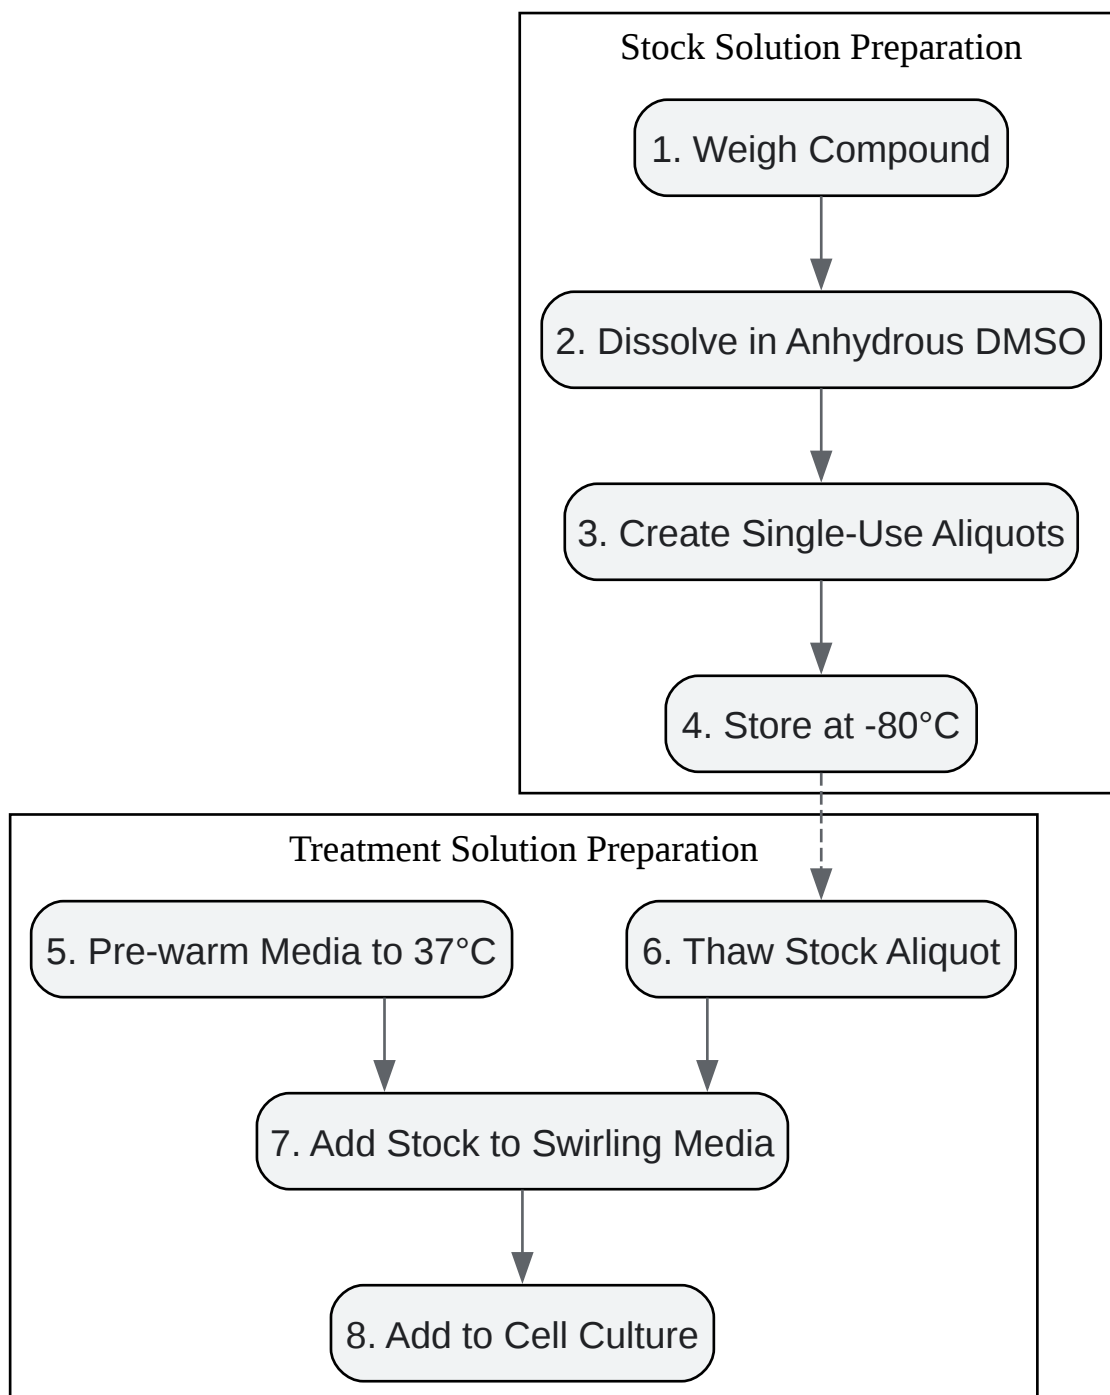 Stock Solution Preparation
1. Weigh Compound
2. Dissolve in Anhydrous DMSO
3. Create Single-Use Aliquots
4. Store at -80°C
Treatment Solution Preparation
5. Pre-warm Media to 37°C
6. Thaw Stock Aliquot
7. Add Stock to Swirling Media
8. Add to Cell Culture